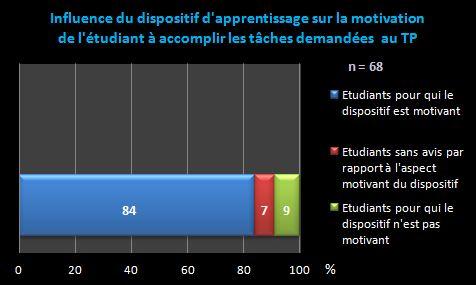 Influence du dispositif d'apprentissage sur la motivation
de l'étudiant à accomplir les tâches demandées au TP
n = 68
Etudiants pour qui le
dispositif est motivant
Etudiants sans avis par
rapport à l'aspect
motivant du dispositif
Etudiants pour qui le
dispositif n'est pas
motivant
84 7 9
0 20 40 60 80 100 %